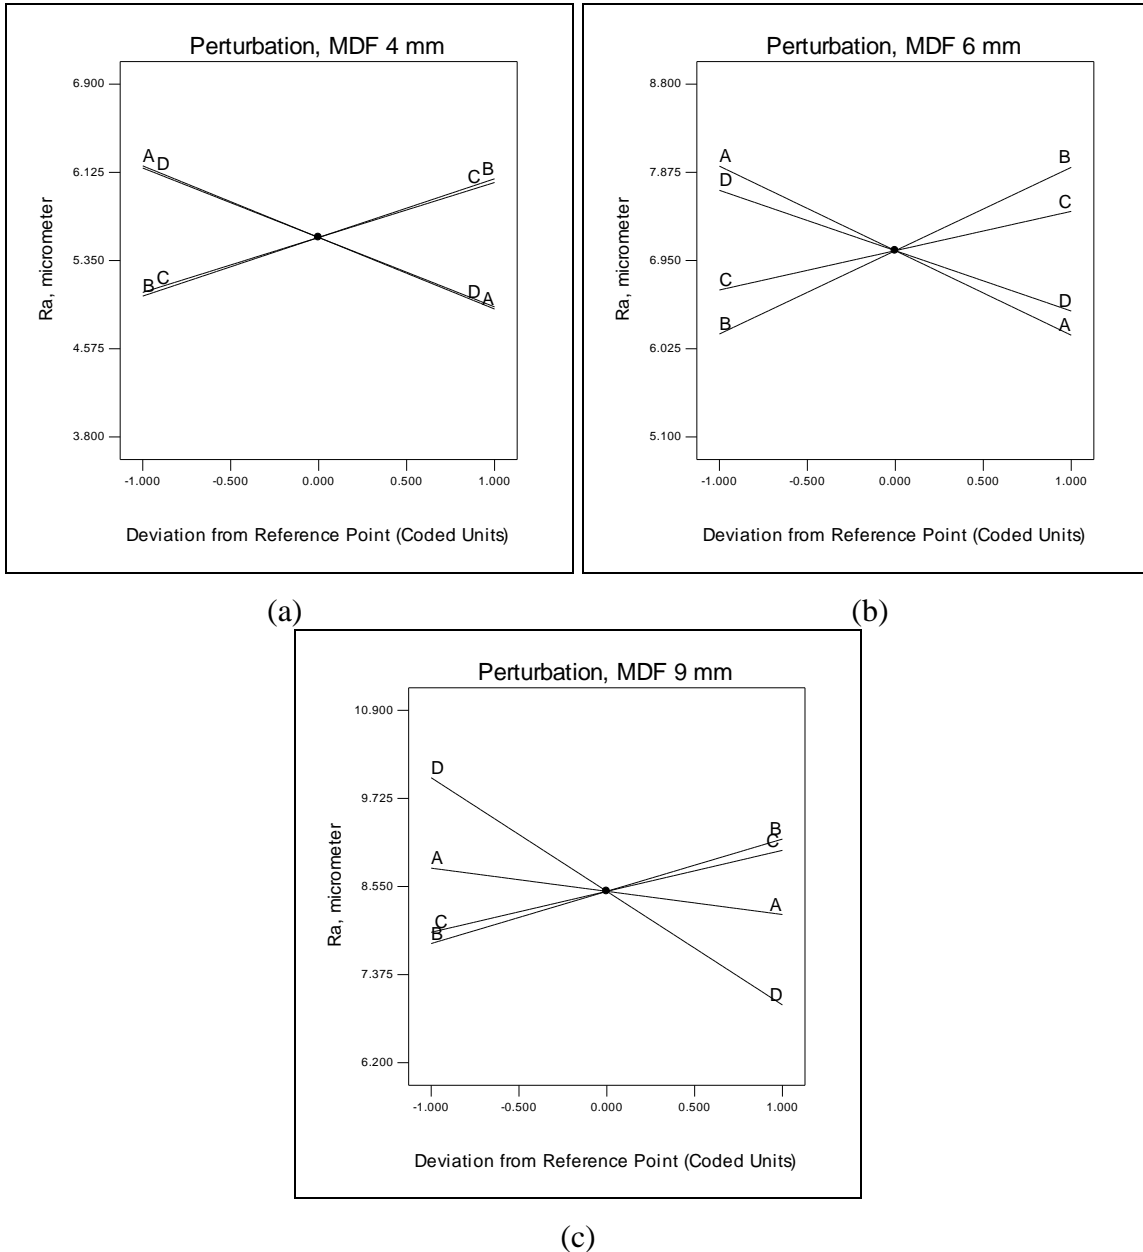 Perturbation, MDF 4 mm
6.900
6.125
5.350
4.575
3.800
Ra, micrometer
A D
B C
C B
D A
-1.000 -0.500 0.000 0.500 1.000
Deviation from Reference Point (Coded Units)
(a)
Perturbation, MDF 6 mm
8.800
7.875
6.950
6.025
5.100
Ra, micrometer
A
D
C
B
B
C
D
A
-1.000 -0.500 0.000 0.500 1.000
Deviation from Reference Point (Coded Units)
(b)
Perturbation, MDF 9 mm
10.900
9.725
8.550
7.375
6.200
Ra, micrometer
D
A
C
B
B
C
A
D
-1.000 -0.500 0.000 0.500 1.000
Deviation from Reference Point (Coded Units)
(c)